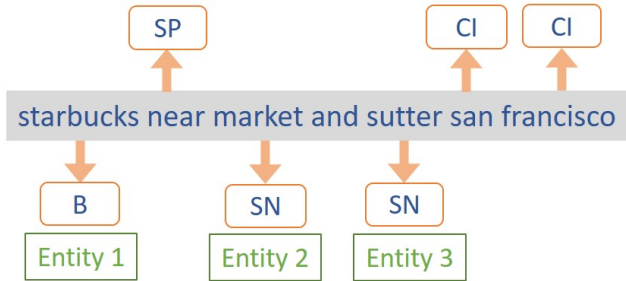 SP CI CI
starbucks near market and sutter san francisco
B SN SN
Entity 1 Entity 2 Entity 3